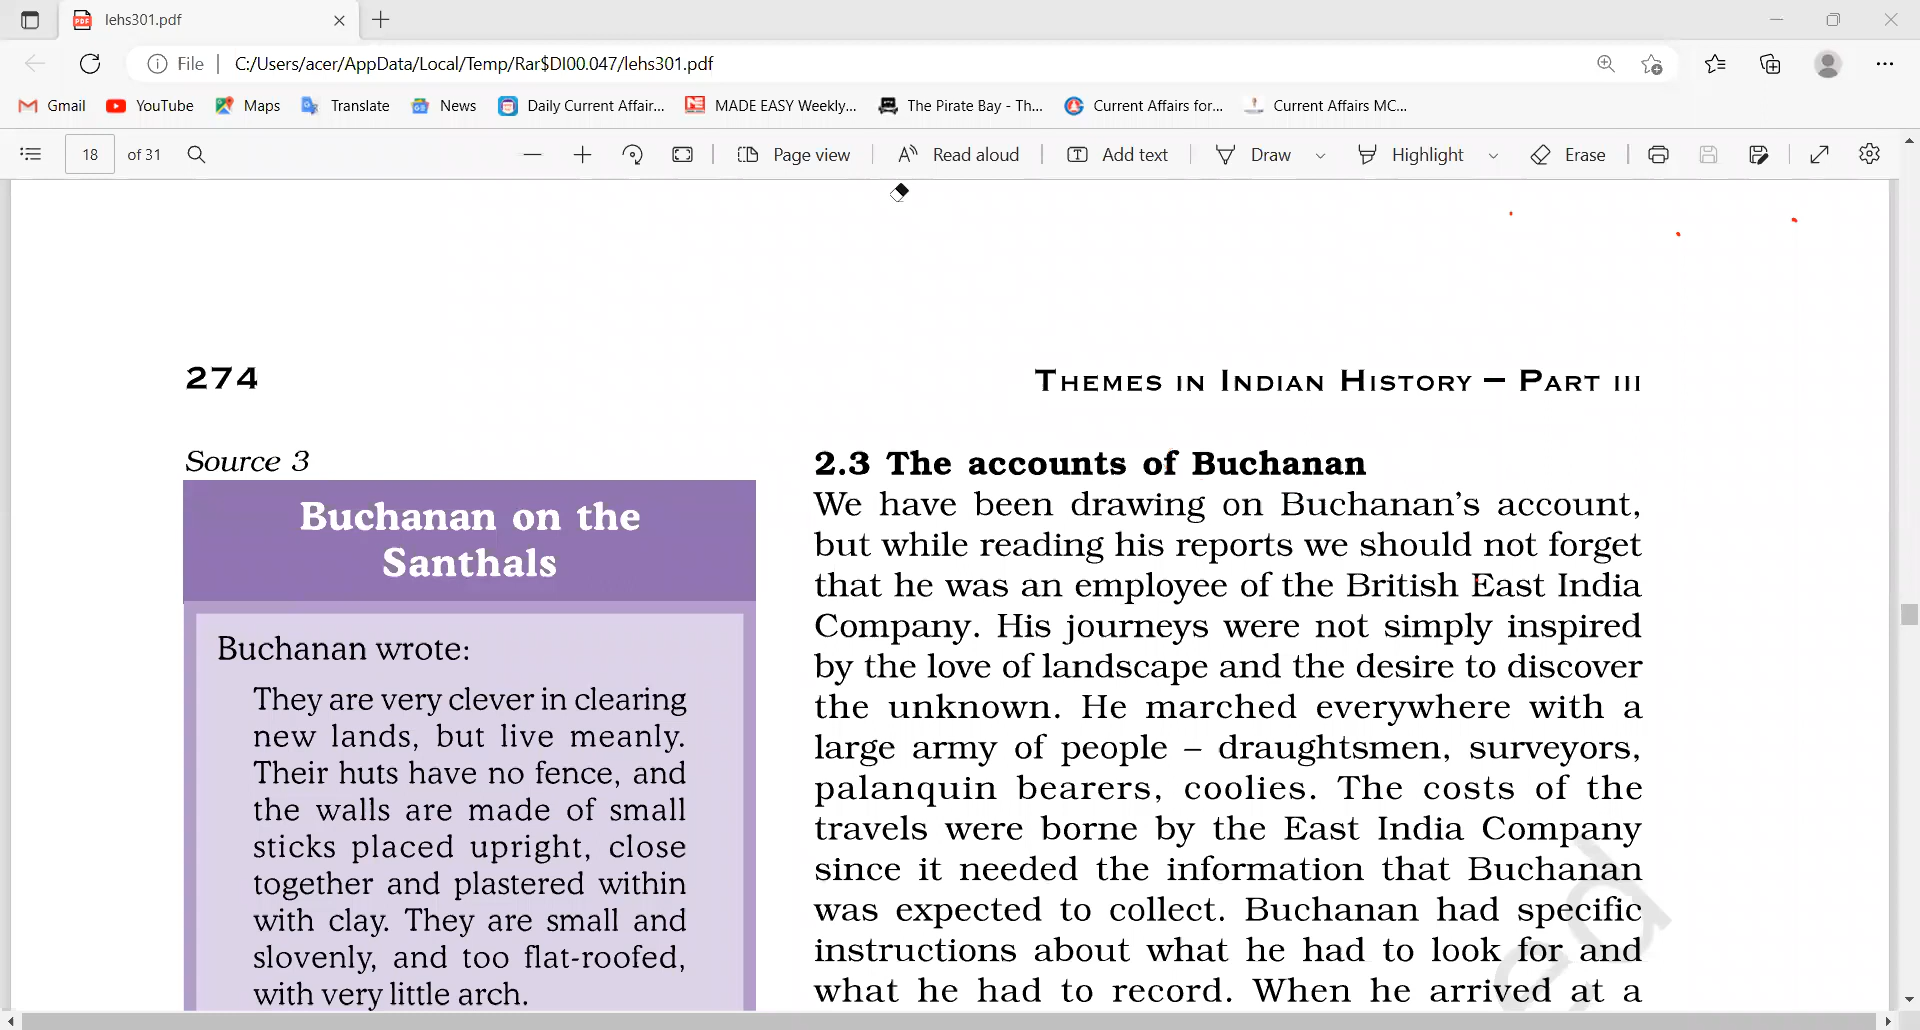 lehs301.pdf
File C:/Users/acer/AppData/Local/Temp/Rar$DI00.047/lehs301.pdf
Gmail YouTube Maps Translate News Daily Current Affair... MADE EASY Weekly... The Pirate Bay - Th... Current Affairs for... Current Affairs MC...
18 of 31 Page view Read aloud Add text Draw Highlight Erase
274
THEMES IN INDIAN HISTORY – PART III
Source 3
Buchanan on the
Santhals
Buchanan wrote:
They are very clever in clearing
new lands, but live meanly.
Their huts have no fence, and
the walls are made of small
sticks placed upright, close
together and plastered within
with clay. They are small and
slovenly, and too flat-roofed,
with very little arch.
2.3 The accounts of Buchanan
We have been drawing on Buchanan's account,
but while reading his reports we should not forget
that he was an employee of the British East India
Company. His journeys were not simply inspired
by the love of landscape and the desire to discover
the unknown. He marched everywhere with a
large army of people – draughtsmen, surveyors,
palanquin bearers, coolies. The costs of the
travels were borne by the East India Company
since it needed the information that Buchanan
was expected to collect. Buchanan had specific
instructions about what he had to look for and
what he had to record. When he arrived at a
ed